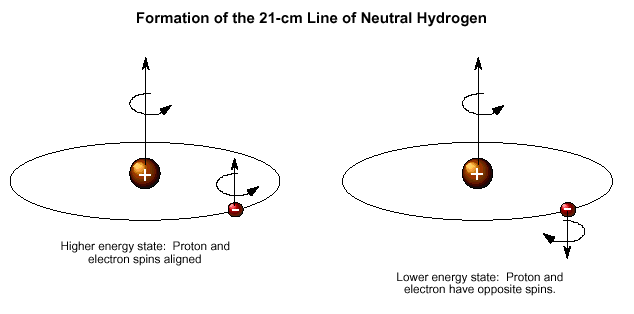 Formation of the 21-cm Line of Neutral Hydrogen
+
−
Higher energy state: Proton and
electron spins aligned
+
−
Lower energy state: Proton and
electron have opposite spins.